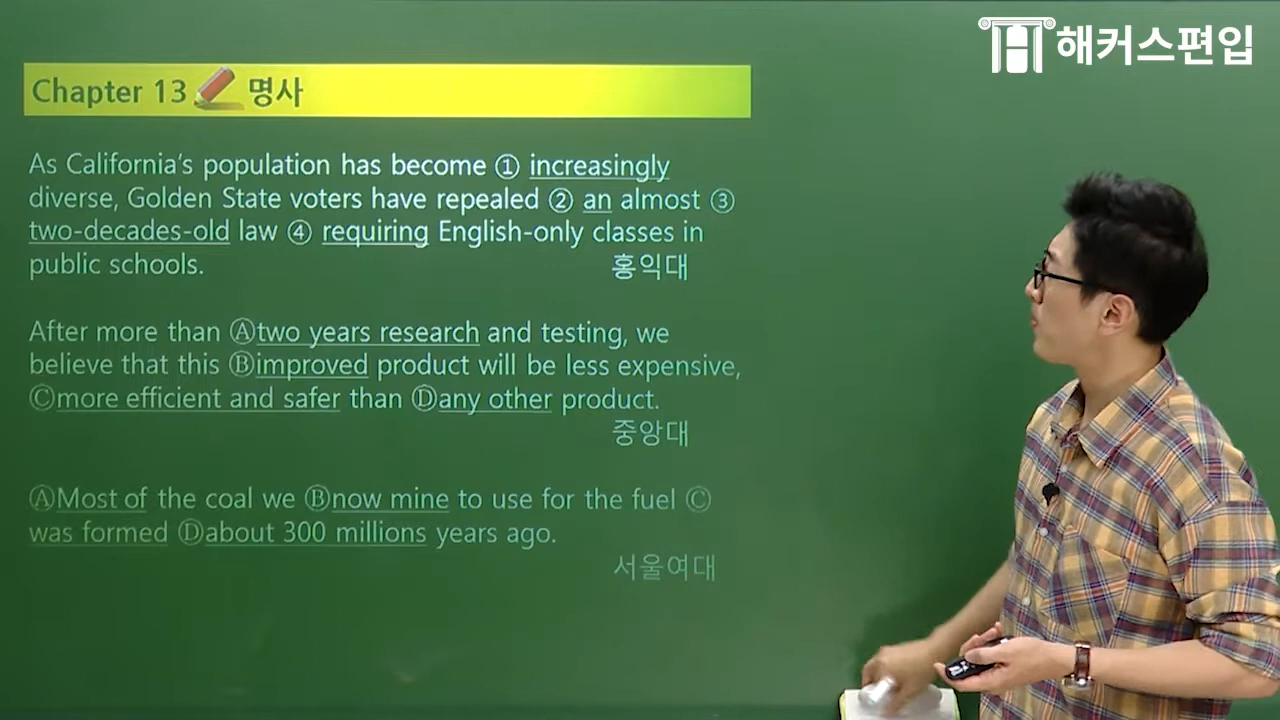 해커스편입
Chapter 13 명사
As California's population has become ① increasingly
diverse, Golden State voters have repealed ② an almost ③
two-decades-old law ④ requiring English-only classes in
public schools.
홍익대
After more than Ⓐtwo years research and testing, we
believe that this Ⓑimproved product will be less expensive,
Ⓒmore efficient and safer than Ⓓany other product.
중앙대
ⒶMost of the coal we Ⓑnow mine to use for the fuel Ⓒ
was formed Ⓓabout 300 millions years ago.
서울여대